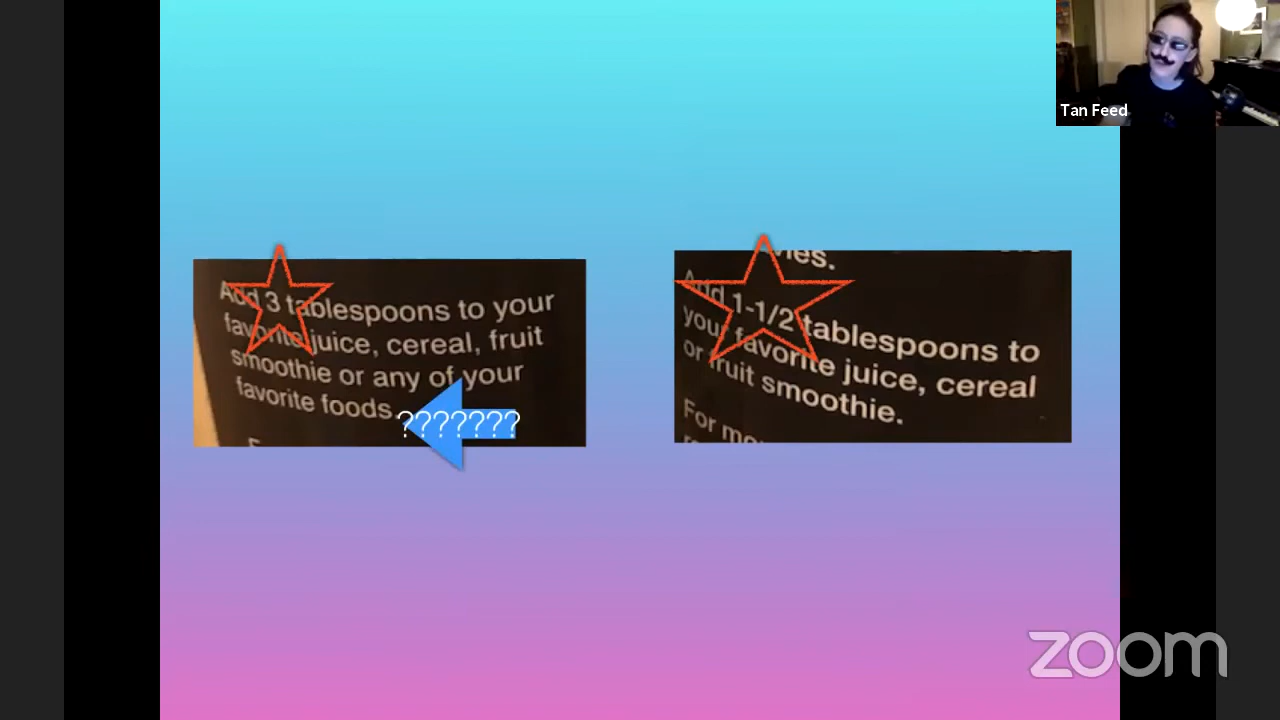 Tan Feed
Add 3 tablespoons to your
favorite juice, cereal, fruit
smoothie or any of your
favorite foods.
???????
Add 1-1/2 tablespoons to
your favorite juice, cereal
or fruit smoothie.
For
zoom